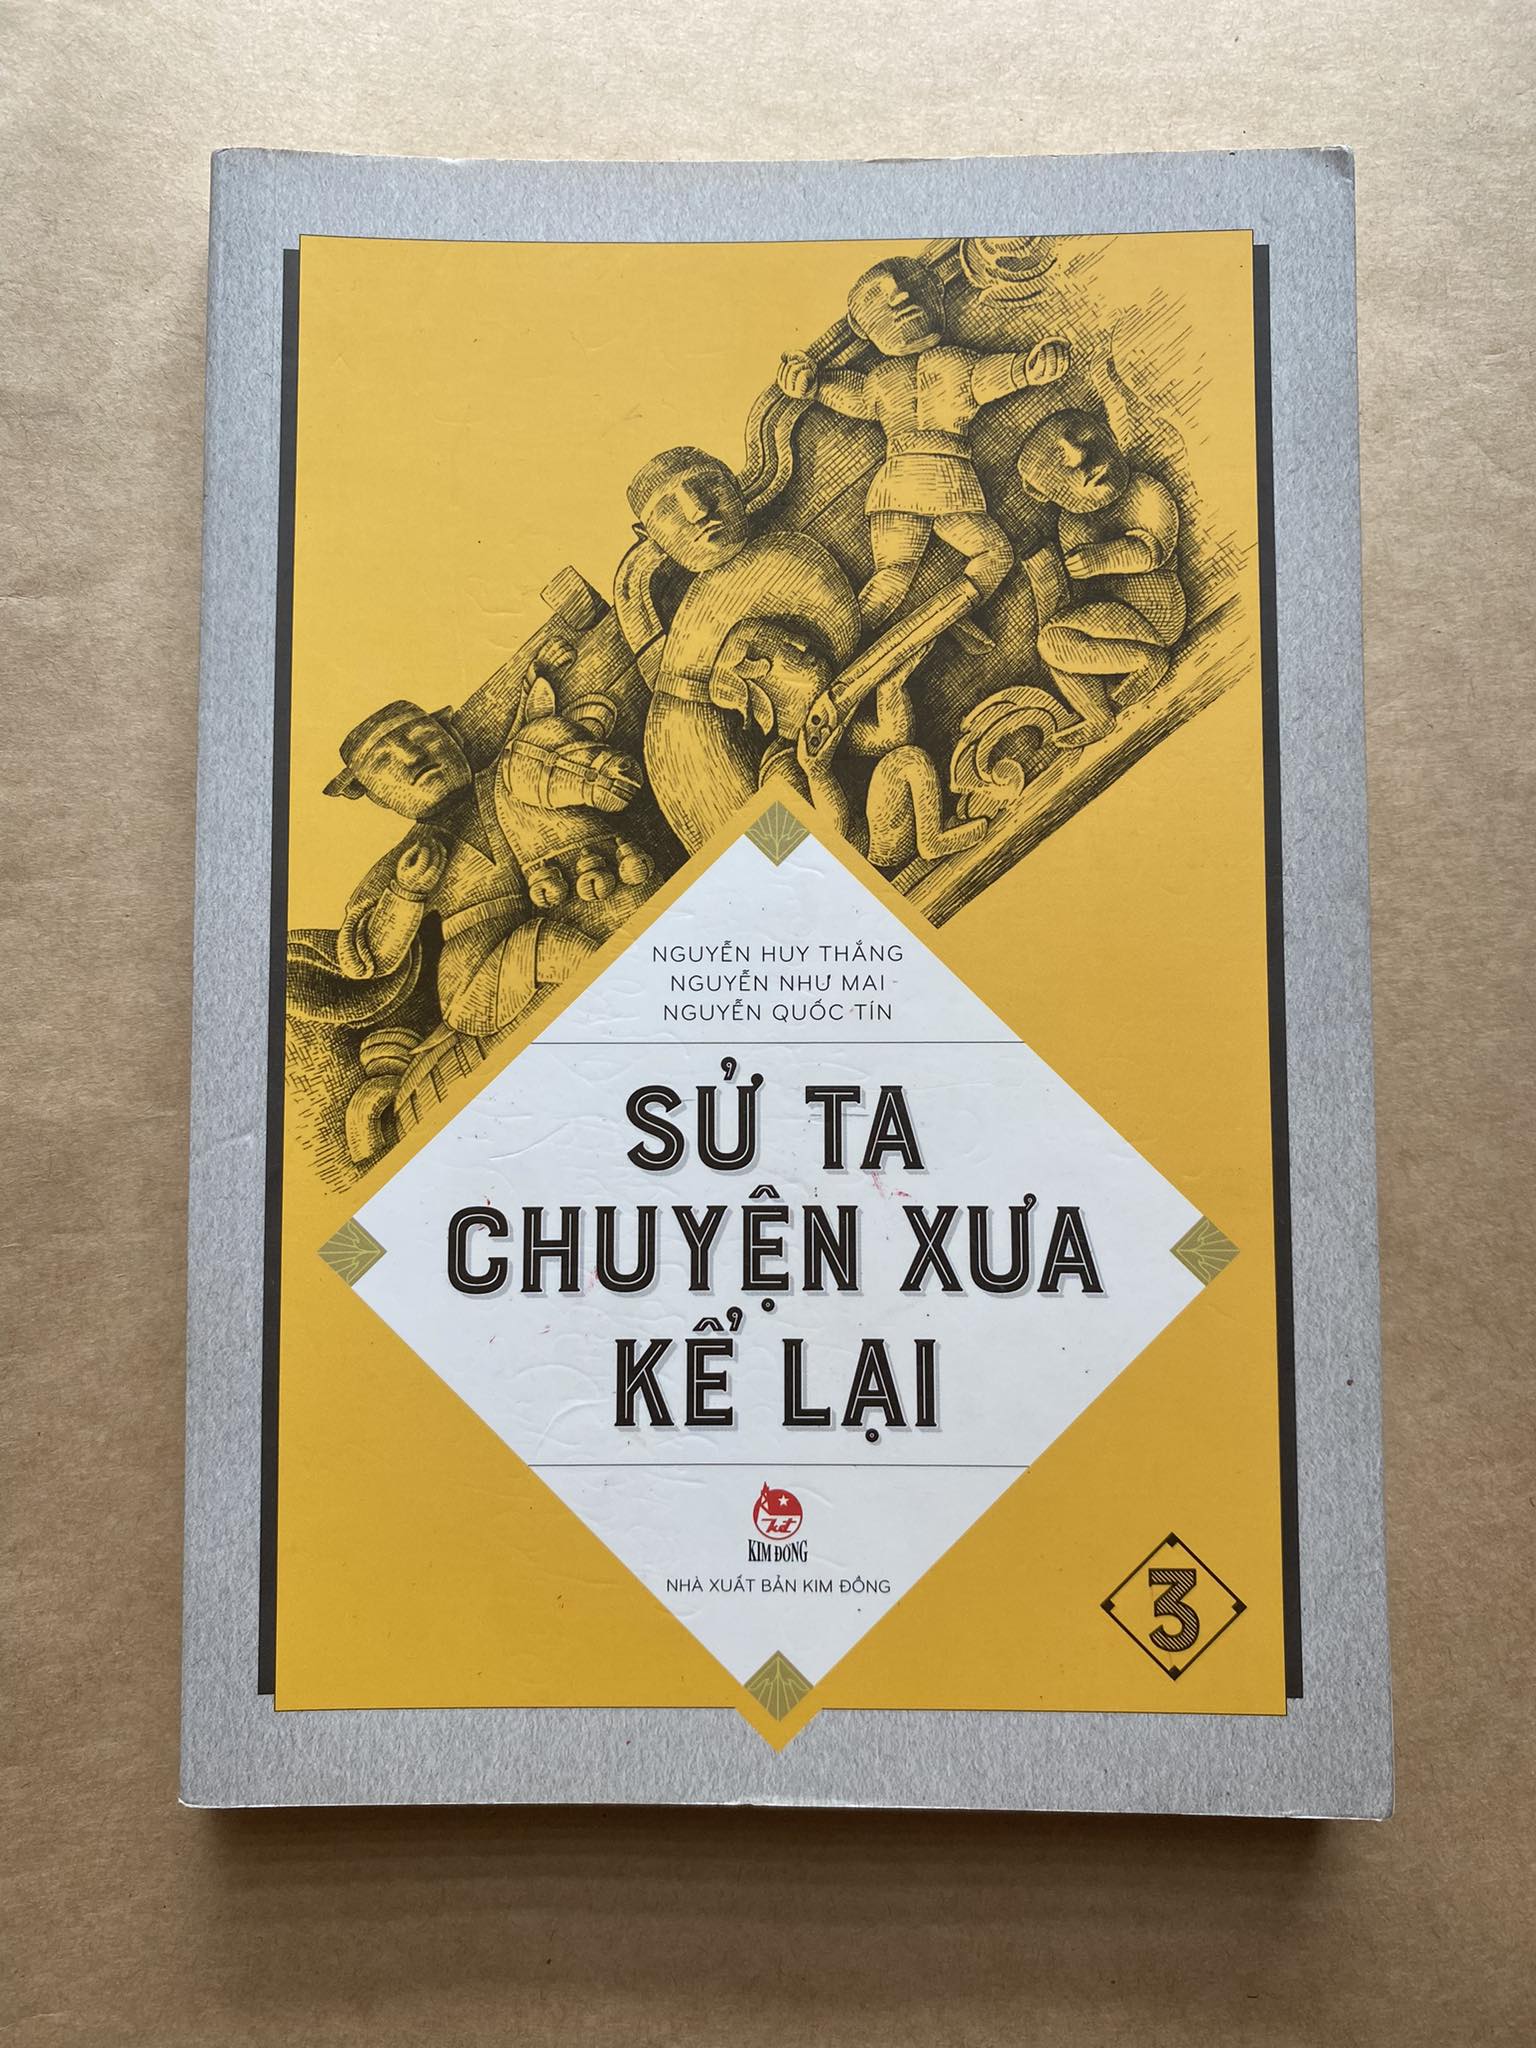 NGUYỄN HUY THẮNG
NGUYỄN NHƯ MAI
NGUYỄN QUỐC TÍN
SỬ TA
CHUYỆN XƯA
KỂ LẠI
kđ
KIM ĐỒNG
NHÀ XUẤT BẢN KIM ĐỒNG
3